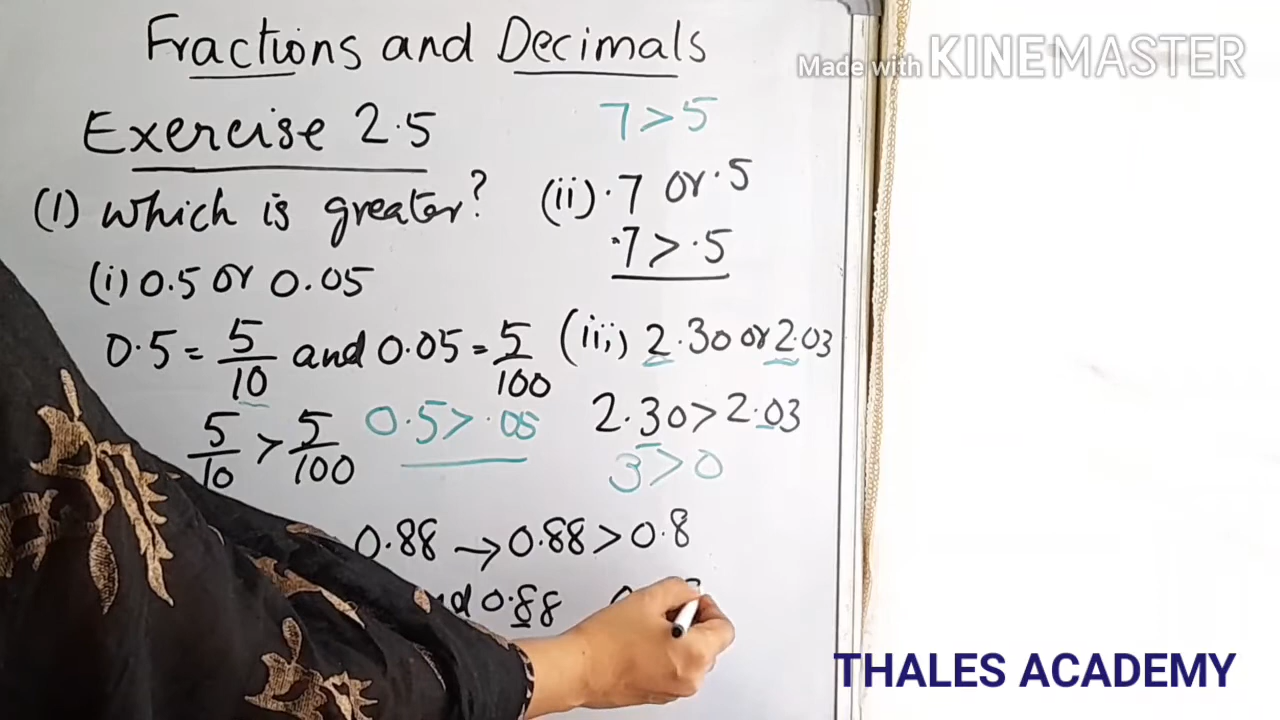 Fractions and Decimals
Made with KINEMASTER
Exercise 2.5
7 > 5
(1) which is greater?
(ii) .7 or .5
.7 > .5
(i) 0.5 or 0.05
0.5 = 5/10 and 0.05 = 5/100
(iii) 2.30 or 2.03
5/10 > 5/100
0.5 > .05
2.30 > 2.03
3 > 0
0.88 → 0.88 > 0.8
0.88
THALES ACADEMY